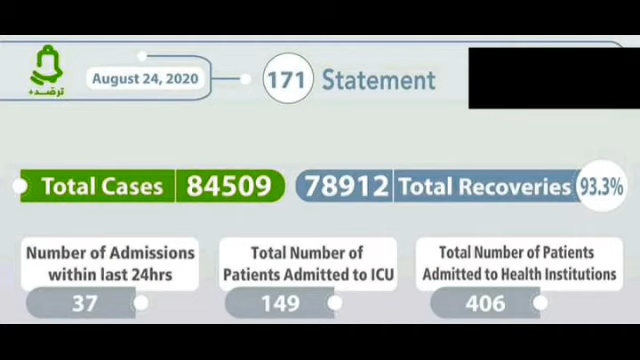 August 24, 2020
171 Statement
ترصّد+
Total Cases 84509
78912 Total Recoveries 93.3%
Number of Admissions
within last 24hrs
37
Total Number of
Patients Admitted to ICU
149
Total Number of Patients
Admitted to Health Institutions
406